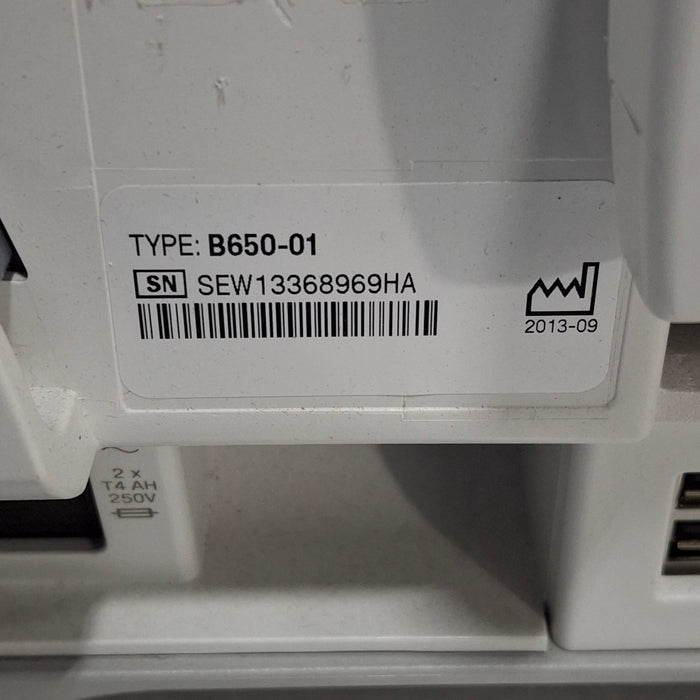 TYPE: B650-01
SN SEW13368969HA
2013-09
2 x
T4 AH
250V